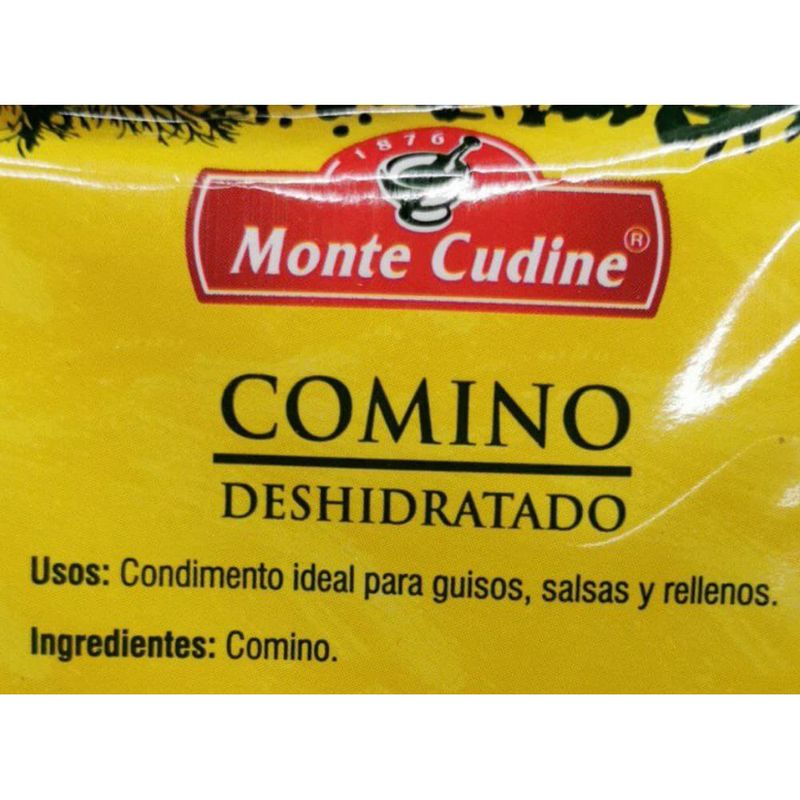 1876
Monte Cudine®
COMINO
DESHIDRATADO
Usos: Condimento ideal para guisos, salsas y rellenos.
Ingredientes: Comino.